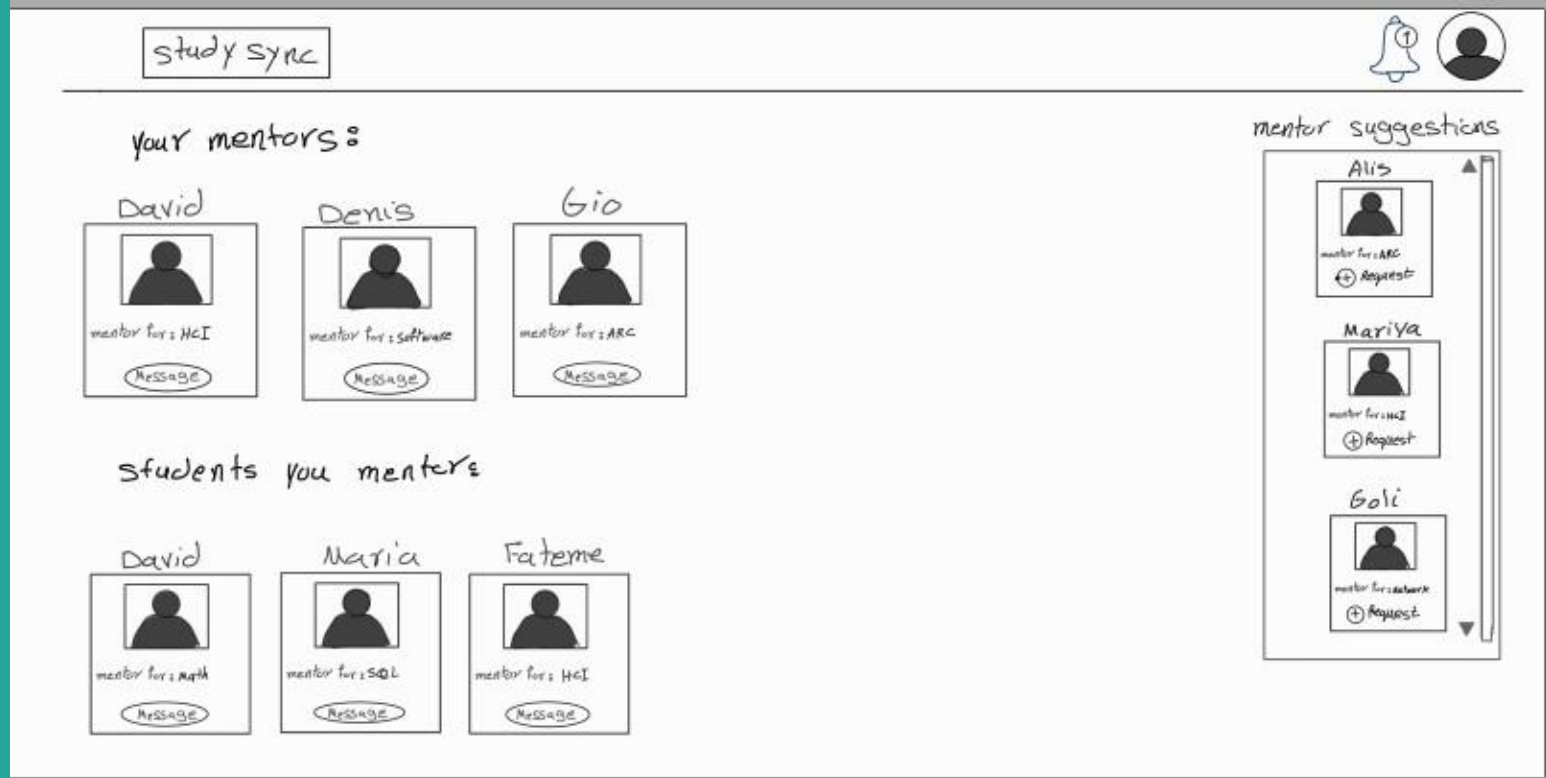 study sync
1
your mentors:
David
mentor for: HCI
Message
Denis
mentor for: software
Message
Gio
mentor for: ARC
Message
students you mentor:
David
mentor for: Math
Message
Maria
mentor for: SQL
Message
Fateme
mentor for: HCI
Message
mentor suggestions
Alis
mentor for: ARC
+ Request
Mariya
mentor for: HCI
+ Request
Goli
mentor for: network
+ Request